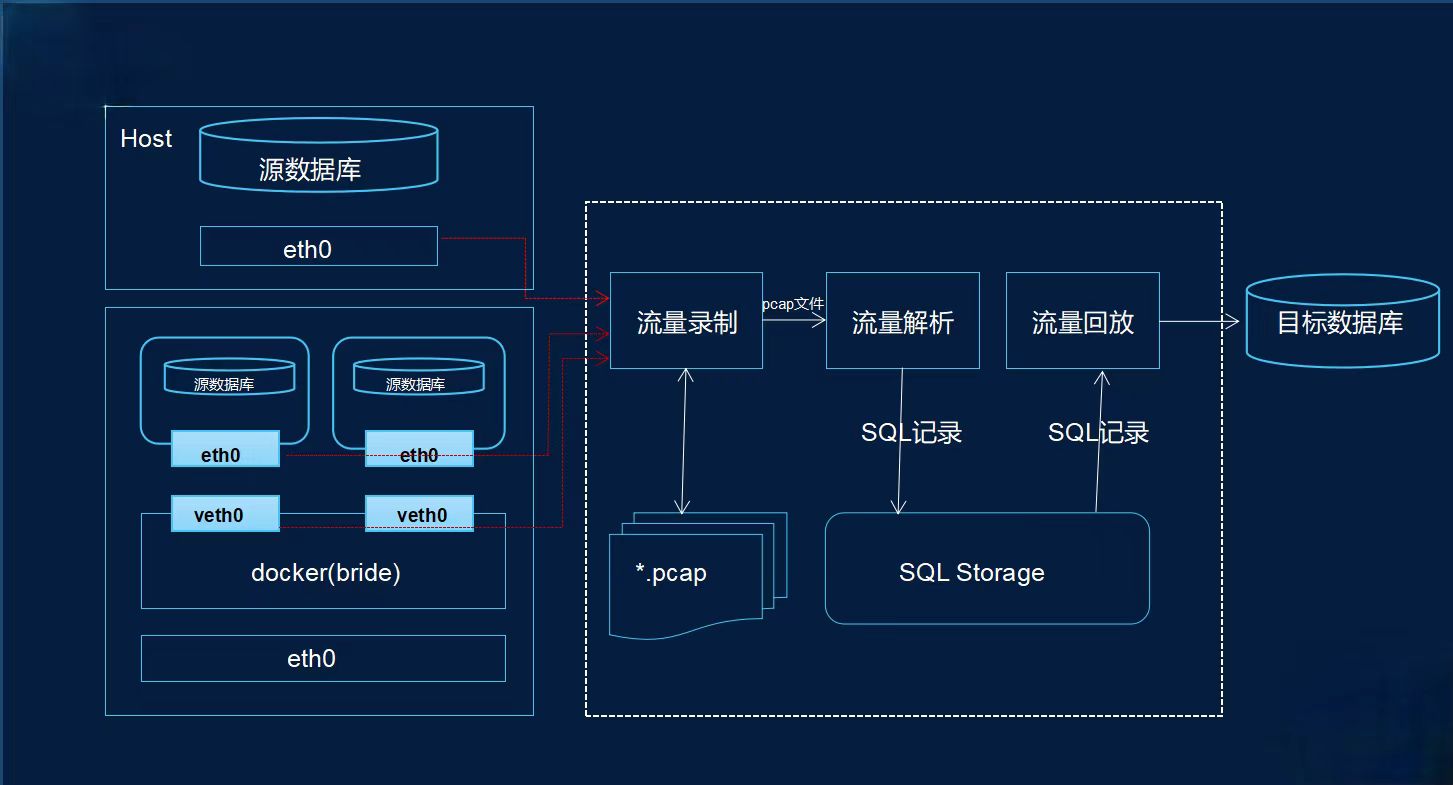 Host
源数据库
eth0
源数据库
源数据库
eth0
eth0
veth0
veth0
docker(bride)
eth0
流量录制
pcap文件
流量解析
流量回放
目标数据库
SQL记录
SQL记录
*.pcap
SQL Storage